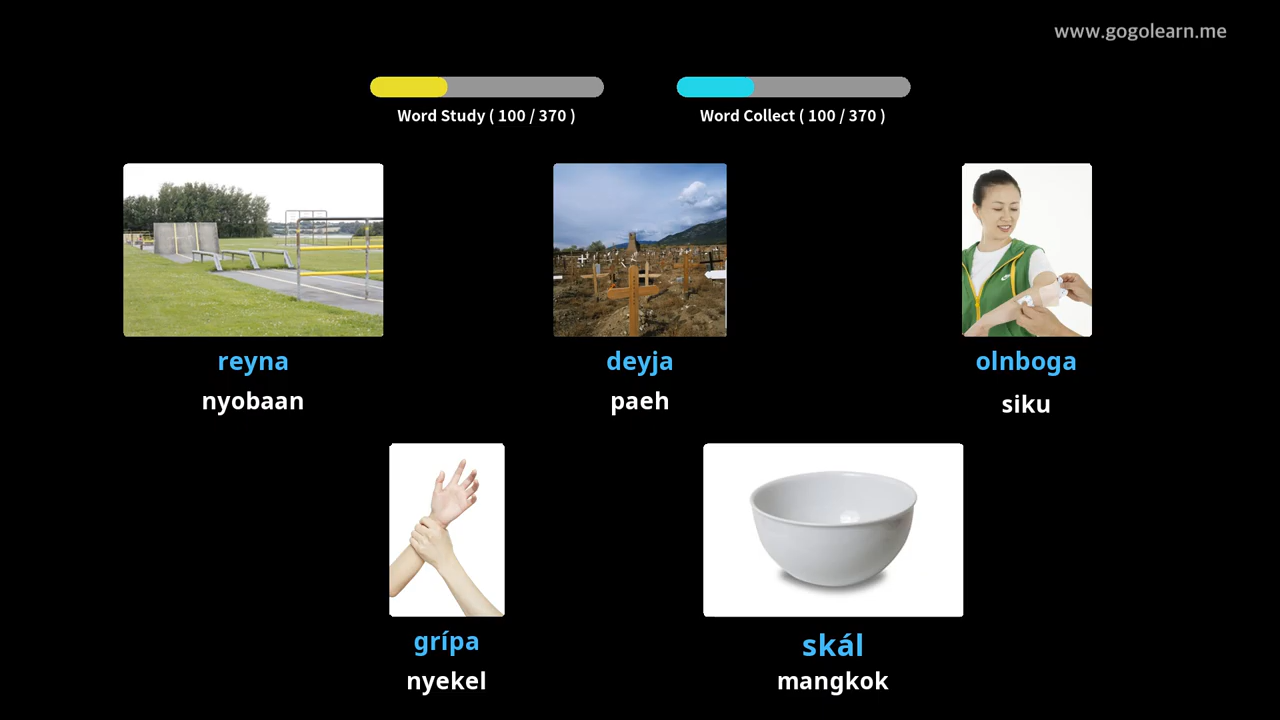 www.gogolearn.me
Word Study ( 100 / 370 )
Word Collect ( 100 / 370 )
reyna
nyobaan
deyja
paeh
olnboga
siku
grípa
nyekel
skál
mangkok